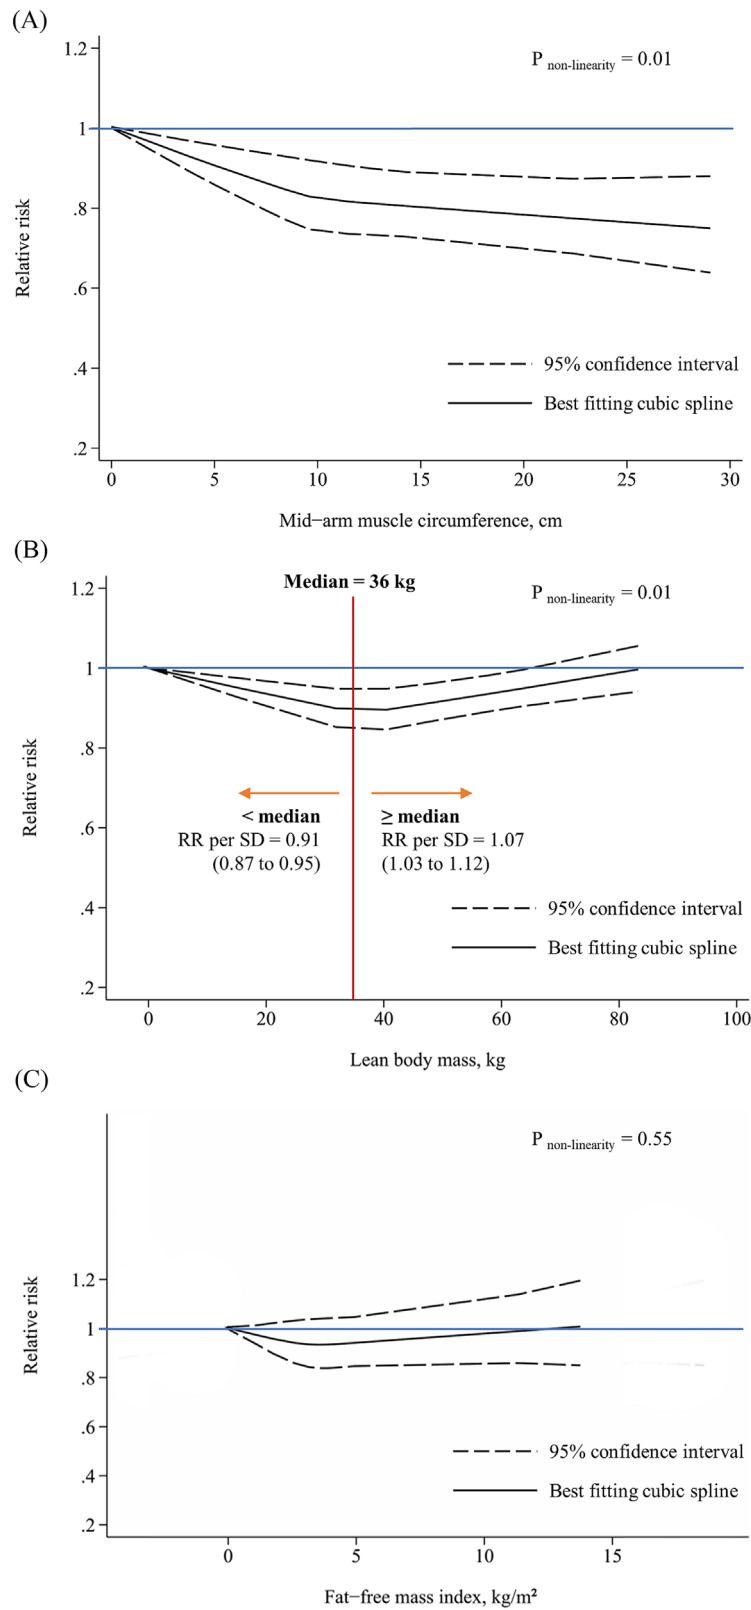 (A)
1.2
1
.8
.6
.4
.2
Relative risk
P non-linearity = 0.01
95% confidence interval
Best fitting cubic spline
0 5 10 15 20 25 30
Mid-arm muscle circumference, cm
(B)
Median = 36 kg
1.2
1
.8
.6
.4
.2
Relative risk
P non-linearity = 0.01
< median
RR per SD = 0.91
(0.87 to 0.95)
≥ median
RR per SD = 1.07
(1.03 to 1.12)
95% confidence interval
Best fitting cubic spline
0 20 40 60 80 100
Lean body mass, kg
(C)
P non-linearity = 0.55
1.2
1
.8
.6
.4
.2
Relative risk
95% confidence interval
Best fitting cubic spline
0 5 10 15
Fat-free mass index, kg/m²